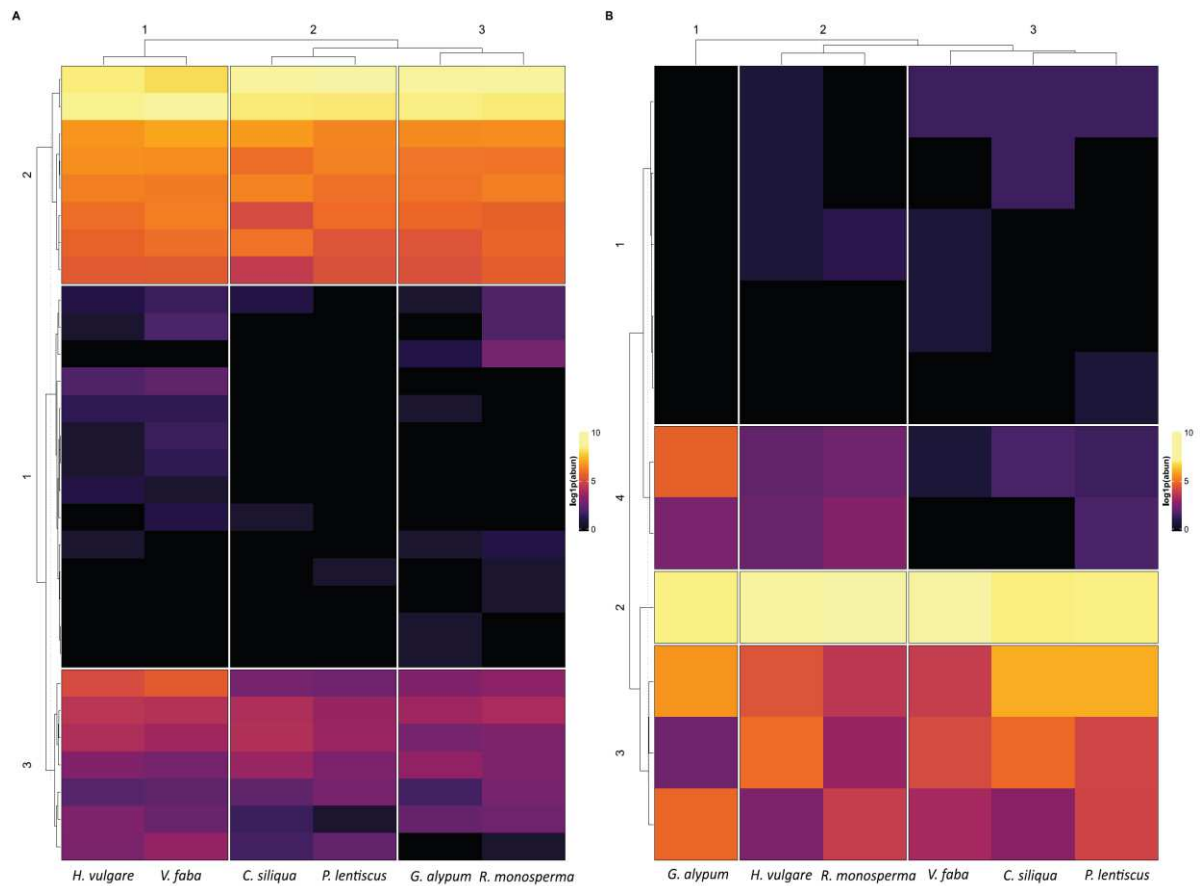 A
1
2
3
2
1
3
10
5
0
log1p(abun)
H. vulgare
V. faba
C. siliqua
P. lentiscus
G. alypum
R. monosperma
B
1
2
3
1
4
2
3
10
5
0
log1p(abun)
G. alypum
H. vulgare
R. monosperma
V. faba
C. siliqua
P. lentiscus